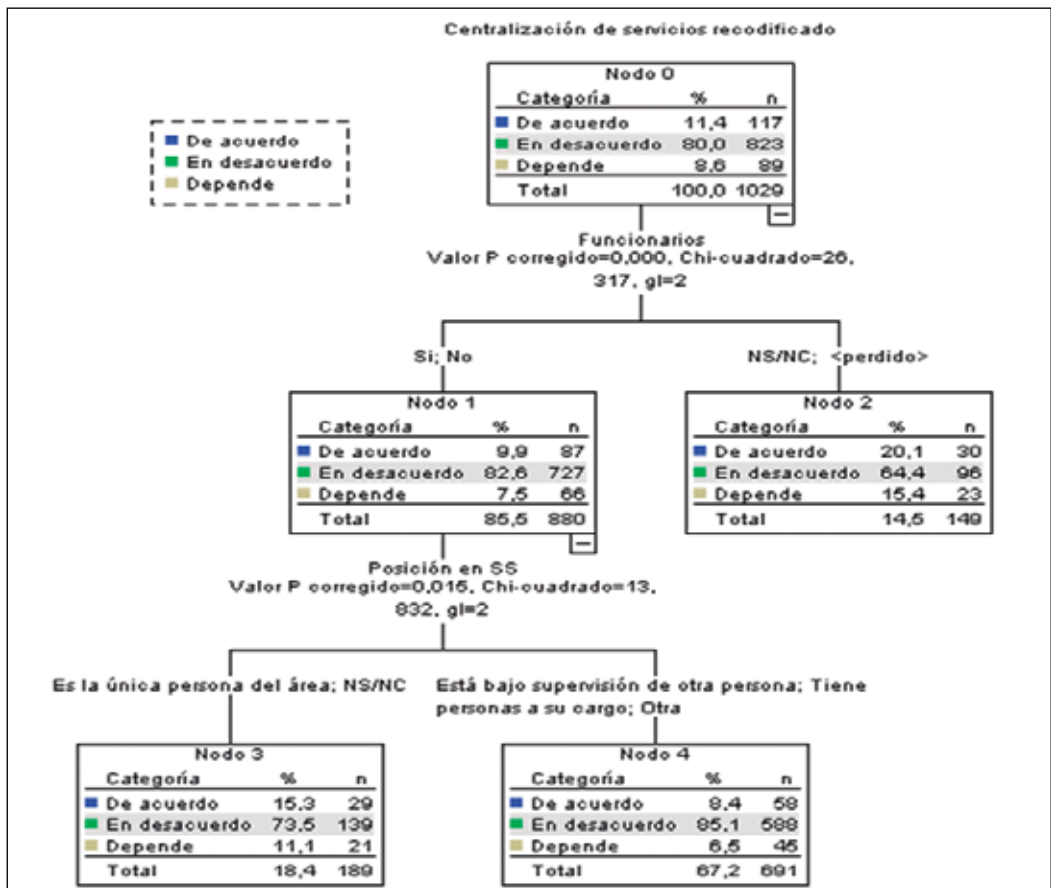 Centralización de servicios recodificado
De acuerdo
En desacuerdo
Depende
Nodo 0
Categoría % n
De acuerdo 11,4 117
En desacuerdo 80,0 823
Depende 8,6 89
Total 100,0 1029
Funcionarios
Valor P corregido=0,000, Chi-cuadrado=26,
317, gl=2
Si; No
NS/NC; <perdido>
Nodo 1
Categoría % n
De acuerdo 9,9 87
En desacuerdo 82,6 727
Depende 7,5 66
Total 85,5 880
Nodo 2
Categoría % n
De acuerdo 20,1 30
En desacuerdo 64,4 96
Depende 15,4 23
Total 14,5 149
Posición en SS
Valor P corregido=0,015, Chi-cuadrado=13,
832, gl=2
Es la única persona del área; NS/NC
Está bajo supervisión de otra persona; Tiene
personas a su cargo; Otra
Nodo 3
Categoría % n
De acuerdo 15,3 29
En desacuerdo 73,5 139
Depende 11,1 21
Total 18,4 189
Nodo 4
Categoría % n
De acuerdo 8,4 58
En desacuerdo 85,1 588
Depende 6,5 45
Total 67,2 691